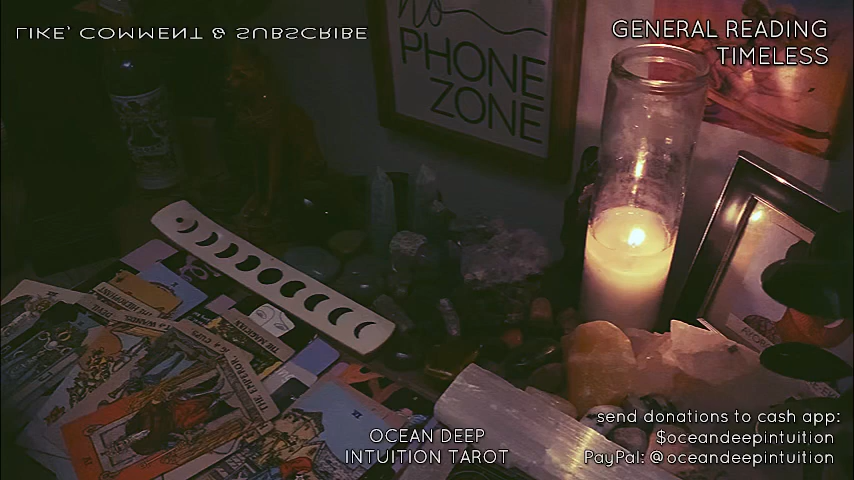 LIKE, COMMENT & SUBSCRIBE
GENERAL READING
TIMELESS
no
PHONE
ZONE
THE EMPEROR.
OCEAN DEEP
INTUITION TAROT
send donations to cash app:
$oceandeepintuition
PayPal: @oceandeepintuition